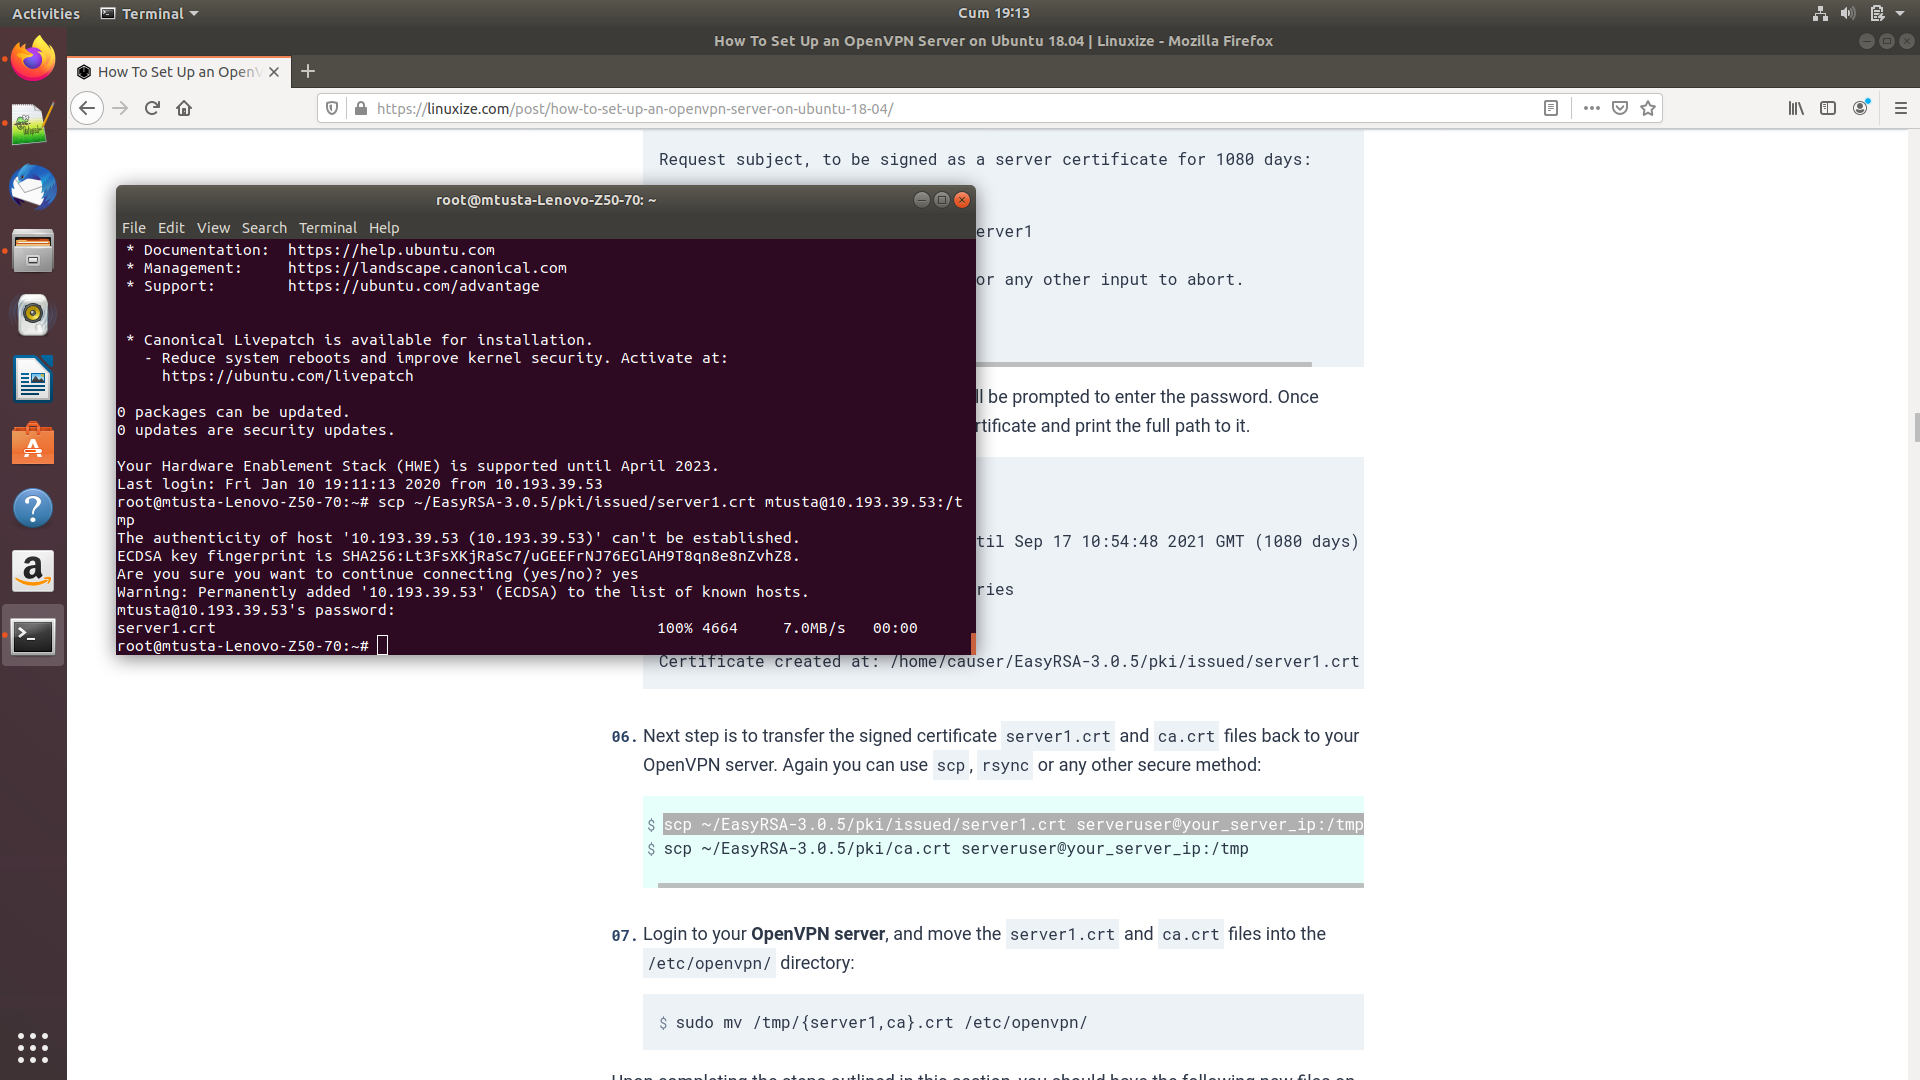 Activities
Terminal
Cum 19:13
How To Set Up an OpenVPN Server on Ubuntu 18.04 | Linuxize - Mozilla Firefox
How To Set Up an OpenV
https://linuxize.com/post/how-to-set-up-an-openvpn-server-on-ubuntu-18-04/
Request subject, to be signed as a server certificate for 1080 days:
erver1
or any other input to abort.
ll be prompted to enter the password. Once
rtificate and print the full path to it.
til Sep 17 10:54:48 2021 GMT (1080 days)
ries
Certificate created at: /home/causer/EasyRSA-3.0.5/pki/issued/server1.crt
root@mtusta-Lenovo-Z50-70: ~
File Edit View Search Terminal Help
* Documentation:  https://help.ubuntu.com
* Management:     https://landscape.canonical.com
* Support:        https://ubuntu.com/advantage
* Canonical Livepatch is available for installation.
- Reduce system reboots and improve kernel security. Activate at:
https://ubuntu.com/livepatch
0 packages can be updated.
0 updates are security updates.
Your Hardware Enablement Stack (HWE) is supported until April 2023.
Last login: Fri Jan 10 19:11:13 2020 from 10.193.39.53
root@mtusta-Lenovo-Z50-70:~# scp ~/EasyRSA-3.0.5/pki/issued/server1.crt mtusta@10.193.39.53:/t
mp
The authenticity of host '10.193.39.53 (10.193.39.53)' can't be established.
ECDSA key fingerprint is SHA256:Lt3FsXKjRaSc7/uGEEFrNJ76EGlAH9T8qn8e8nZvhZ8.
Are you sure you want to continue connecting (yes/no)? yes
Warning: Permanently added '10.193.39.53' (ECDSA) to the list of known hosts.
mtusta@10.193.39.53's password:
server1.crt 100% 4664 7.0MB/s 00:00
root@mtusta-Lenovo-Z50-70:~#
06. Next step is to transfer the signed certificate server1.crt and ca.crt files back to your
OpenVPN server. Again you can use scp, rsync or any other secure method:
$ scp ~/EasyRSA-3.0.5/pki/issued/server1.crt serveruser@your_server_ip:/tmp
$ scp ~/EasyRSA-3.0.5/pki/ca.crt serveruser@your_server_ip:/tmp
07. Login to your OpenVPN server, and move the server1.crt and ca.crt files into the
/etc/openvpn/ directory:
$ sudo mv /tmp/{server1,ca}.crt /etc/openvpn/
Upon completing the steps outlined in this section, you should have the following new files on